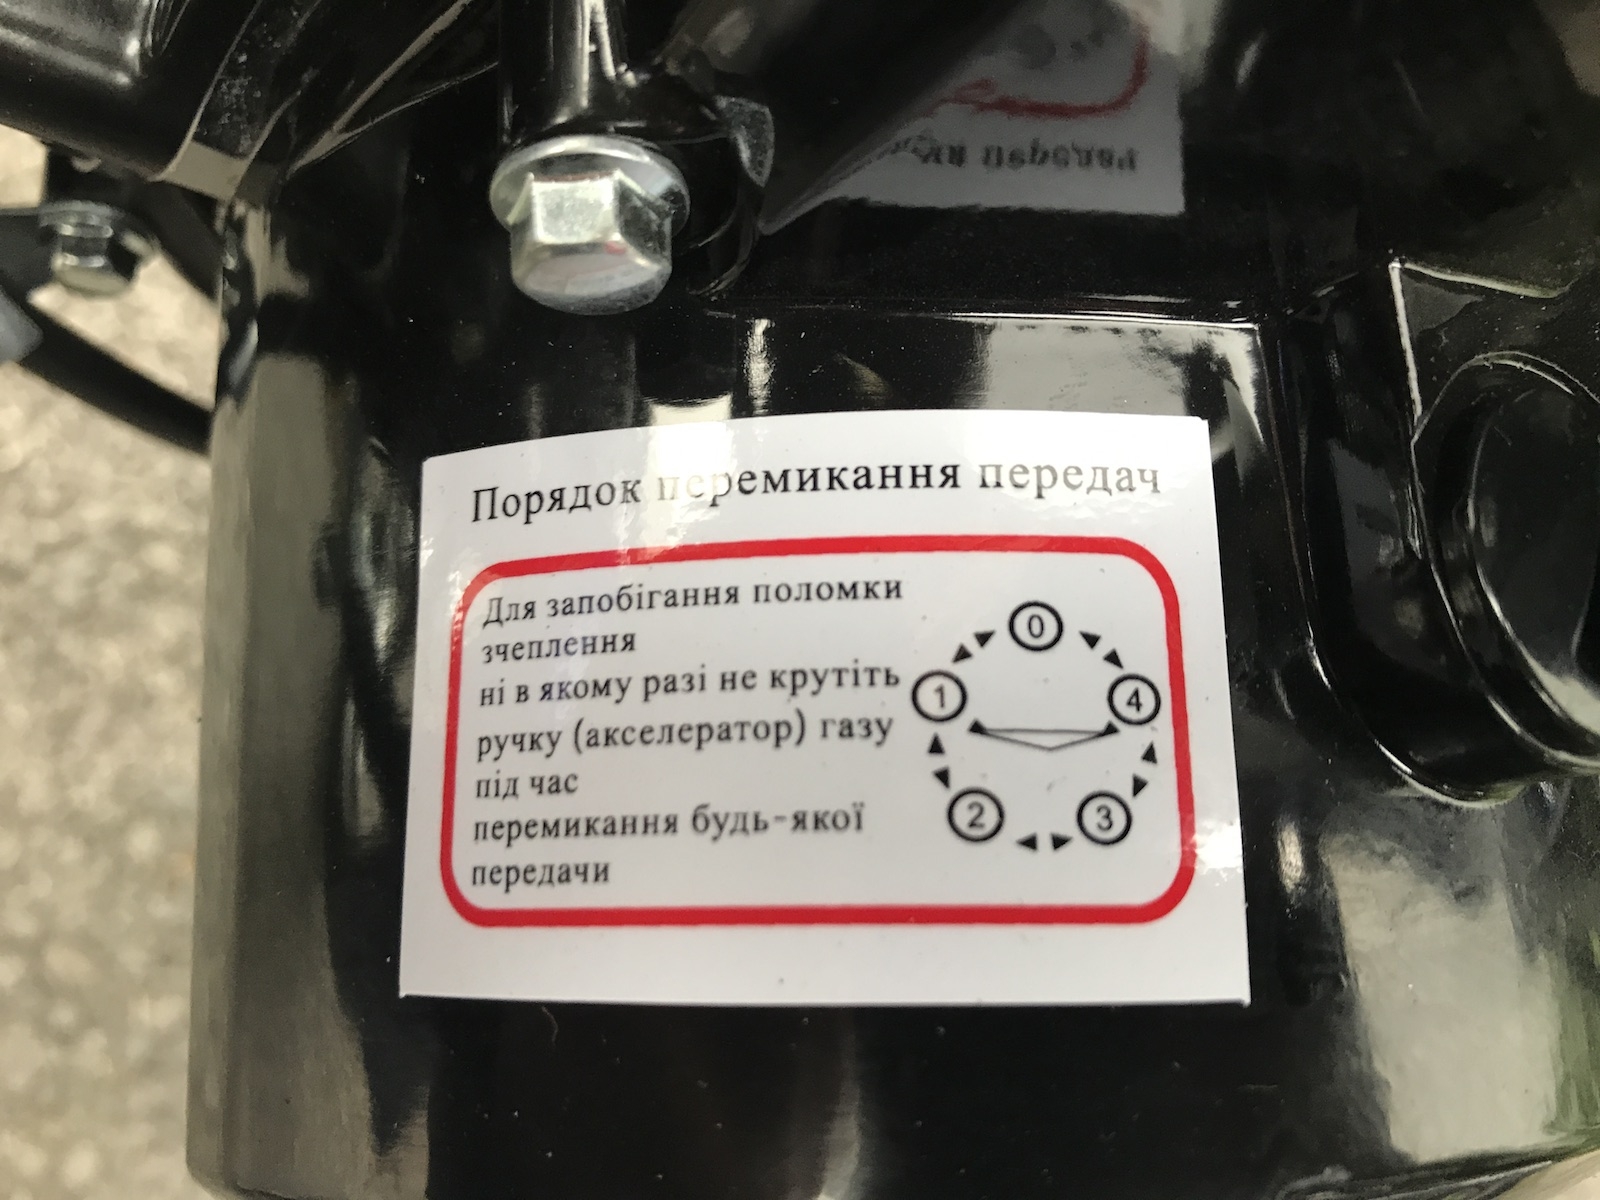 Порядок перемикання передач
Для запобігання поломки
зчеплення
ні в якому разі не крутіть
ручку (акселератор) газу
під час
перемикання будь-якої
передачи
0
1
4
2
3